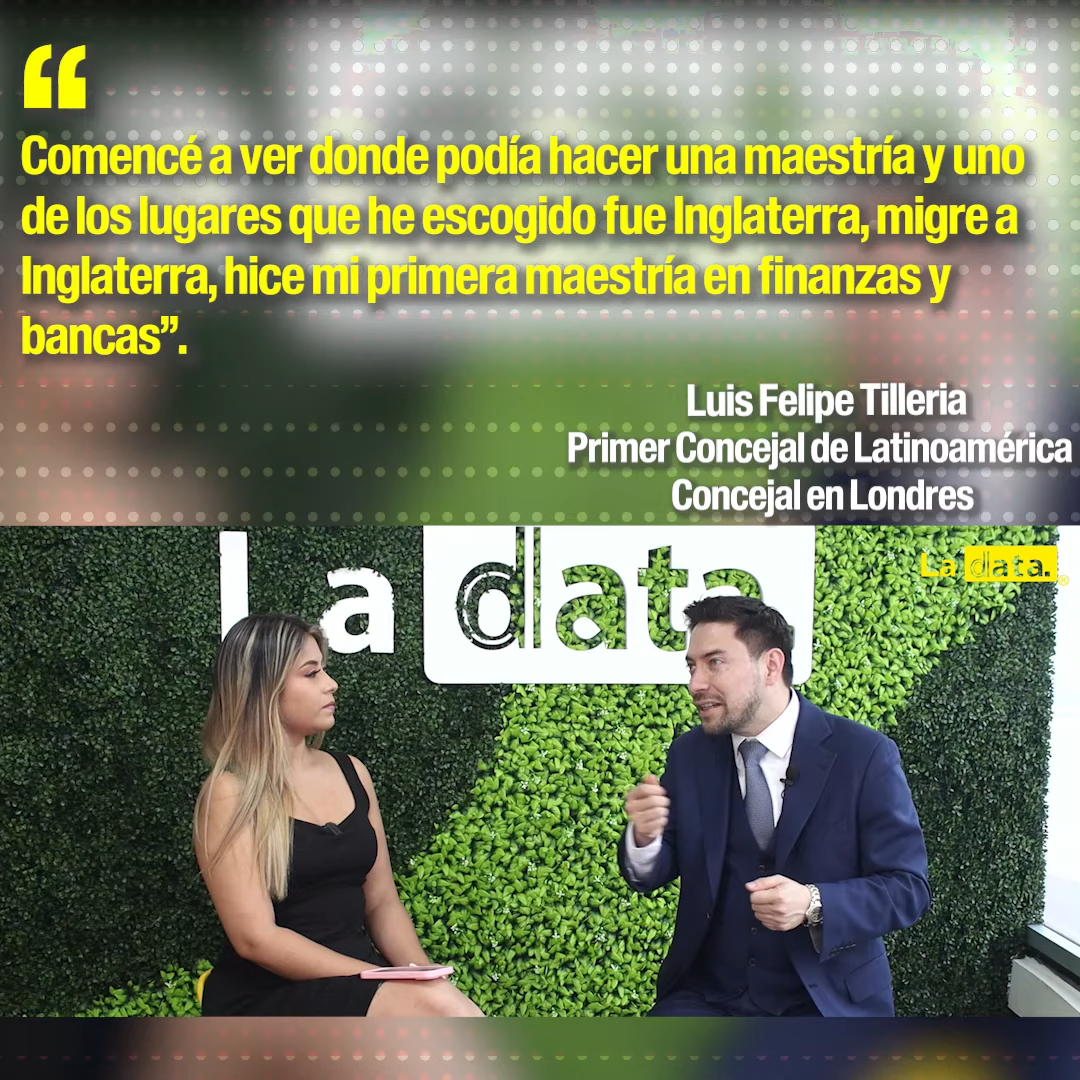 “
Comencé a ver donde podía hacer una maestría y uno
de los lugares que he escogido fue Inglaterra, migre a
Inglaterra, hice mi primera maestría en finanzas y
bancas”.
Luis Felipe Tilleria
Primer Concejal de Latinoamérica
Concejal en Londres
La data.
La data.®